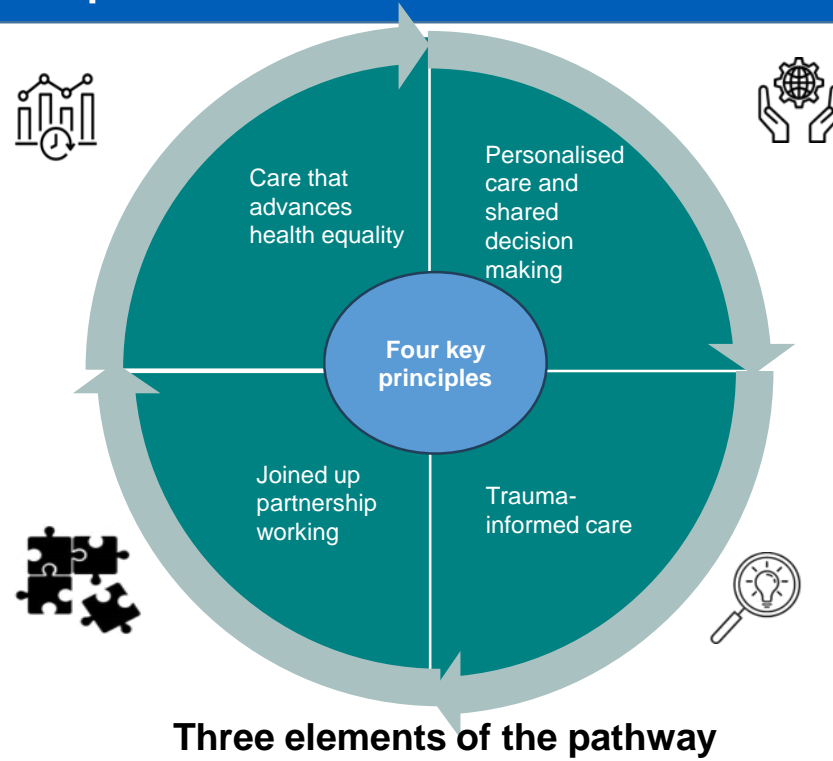 Care that
advances
health equality
Personalised
care and
shared
decision
making
Four key
principles
Joined up
partnership
working
Trauma-
informed care
Three elements of the pathway